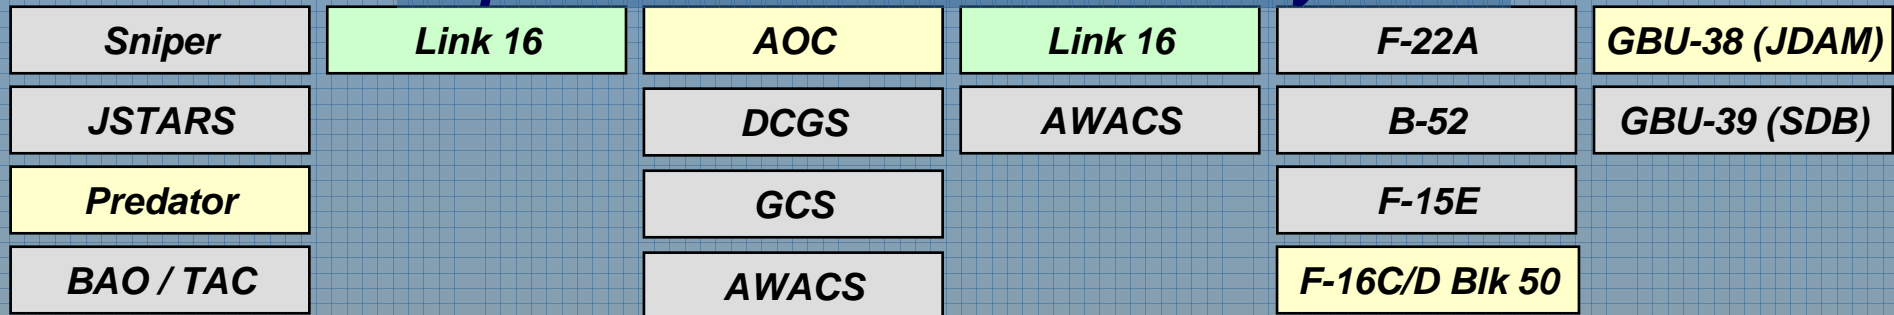 Sniper Link 16 AOC Link 16 F-22A GBU-38 (JDAM)
JSTARS DCGS AWACS B-52 GBU-39 (SDB)
Predator GCS F-15E
BAO / TAC AWACS F-16C/D Blk 50